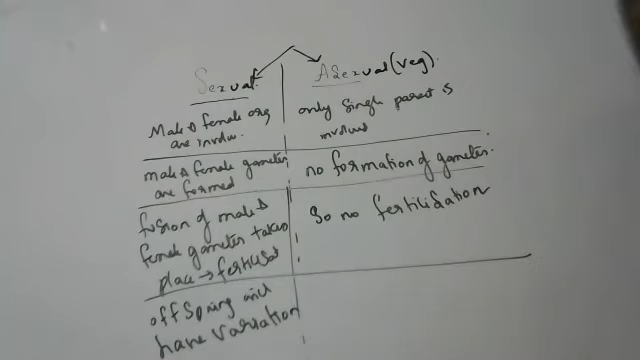 Sexual
Asexual (veg)
Male & female org
are involv.
only single parent is
involved
male & female gametes
are formed
no formation of gametes.
fusion of male &
female gametes takes
place → fertilisat
So no fertilisation
offspring
have variation